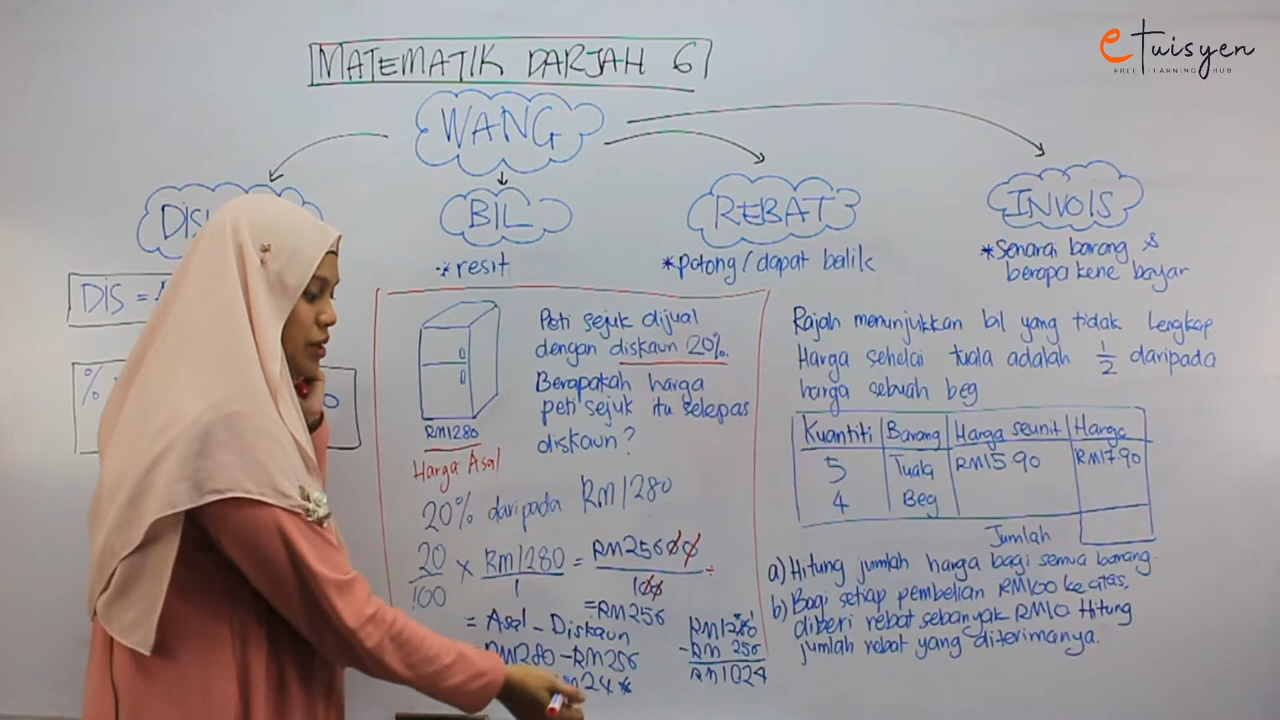 eTuisyen
FREE LEARNING HUB
MATEMATIK DARJAH 6
WANG
BIL
* resit
REBAT
* potong / dapat balik
INVOIS
* Senarai barang &
berapa kene bayar
DIS =
%
RM1280
Harga Asal
Peti sejuk dijual
dengan diskaun 20%.
Berapakah harga
peti sejuk itu selepas
diskaun?
20% daripada RM1280
20/100 × RM1280/1 = RM25600/100 ÷
= RM256
= Asal - Diskaun
RM1280 - RM256
24 *
RM1280
- RM 256
RM1024
Rajah menunjukkan bil yang tidak lengkap
Harga sehelai tuala adalah 1/2 daripada
harga sebuah beg
Kuantiti Barang Harga seunit Harga
5 Tuala RM15.90 RM17.90
4 Beg
Jumlah
a) Hitung jumlah harga bagi semua barang.
b) Bagi setiap pembelian RM100 ke atas,
diberi rebat sebanyak RM10. Hitung
jumlah rebat yang diterimanya.